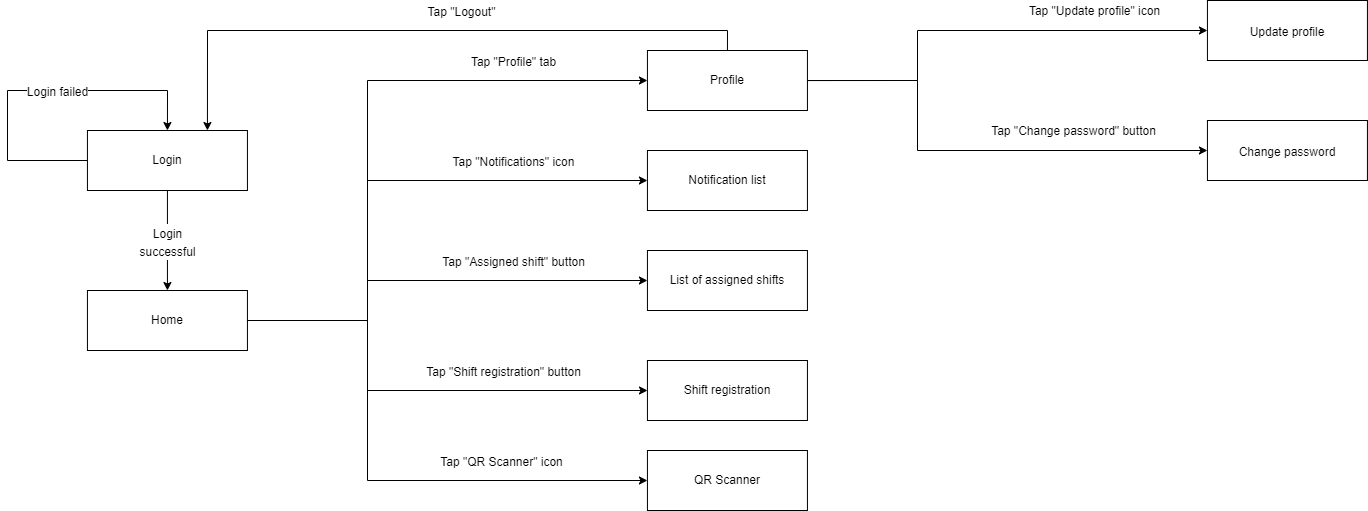 Tap "Logout"
Tap "Update profile" icon
Update profile
Tap "Profile" tab
Profile
Login failed
Tap "Change password" button
Change password
Login
Tap "Notifications" icon
Notification list
Login
successful
Tap "Assigned shift" button
List of assigned shifts
Home
Tap "Shift registration" button
Shift registration
Tap "QR Scanner" icon
QR Scanner